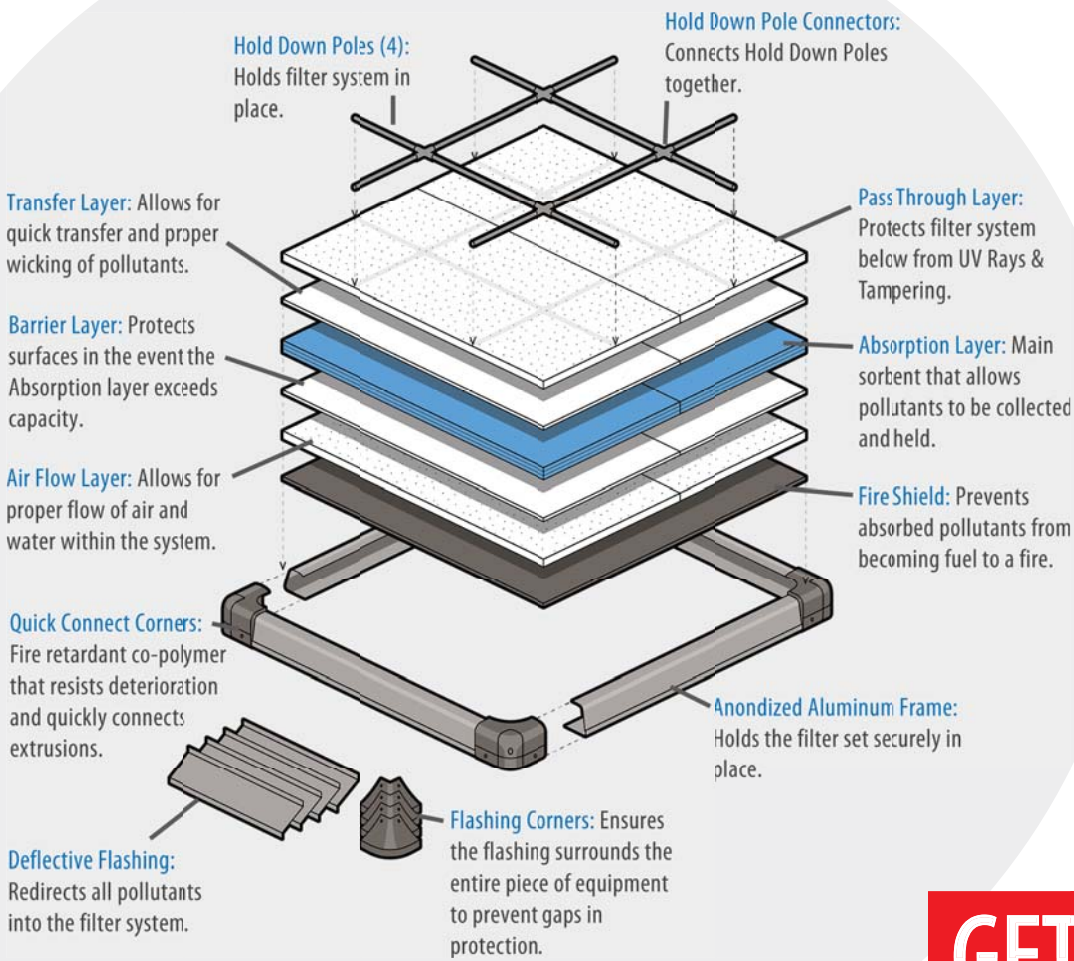 Hold Down Poles (4):
Holds filter system in
place.
Hold Down Pole Connectors:
Connects Hold Down Poles
together.
Transfer Layer: Allows for
quick transfer and proper
wicking of pollutants.
Pass Through Layer:
Protects filter system
below from UV Rays &
Tampering.
Barrier Layer: Protects
surfaces in the event the
Absorption layer exceeds
capacity.
Absorption Layer: Main
sorbent that allows
pollutants to be collected
and held.
Air Flow Layer: Allows for
proper flow of air and
water within the system.
Fire Shield: Prevents
absorbed pollutants from
becoming fuel to a fire.
Quick Connect Corners:
Fire retardant co-polymer
that resists deterioration
and quickly connects
extrusions.
Anondized Aluminum Frame:
Holds the filter set securely in
place.
Deflective Flashing:
Redirects all pollutants
into the filter system.
Flashing Corners: Ensures
the flashing surrounds the
entire piece of equipment
to prevent gaps in
protection.
GET